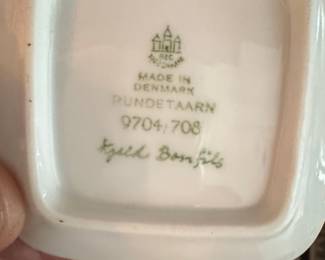 MADE IN
DENMARK
RUNDETAARN
9704/708
Kjeld Bonfils